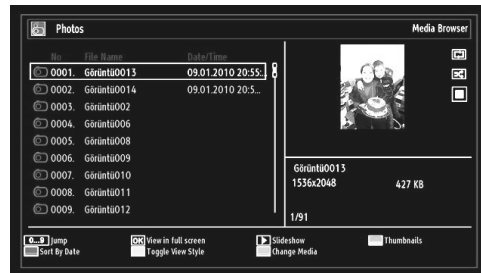 Photos Media Browser
No File Name Date/Time
0001. Görüntü0013 09.01.2010 20:55:..
0002. Görüntü0014 09.01.2010 20:5...
0003. Görüntü002
0004. Görüntü006
0005. Görüntü008
0006. Görüntü009
0007. Görüntü010
0008. Görüntü011
0009. Görüntü012
Görüntü0013
1536x2048 427 KB
1/91
0...9 Jump OK View in full screen Slideshow Thumbnails
Sort By Date Toggle View Style Change Media